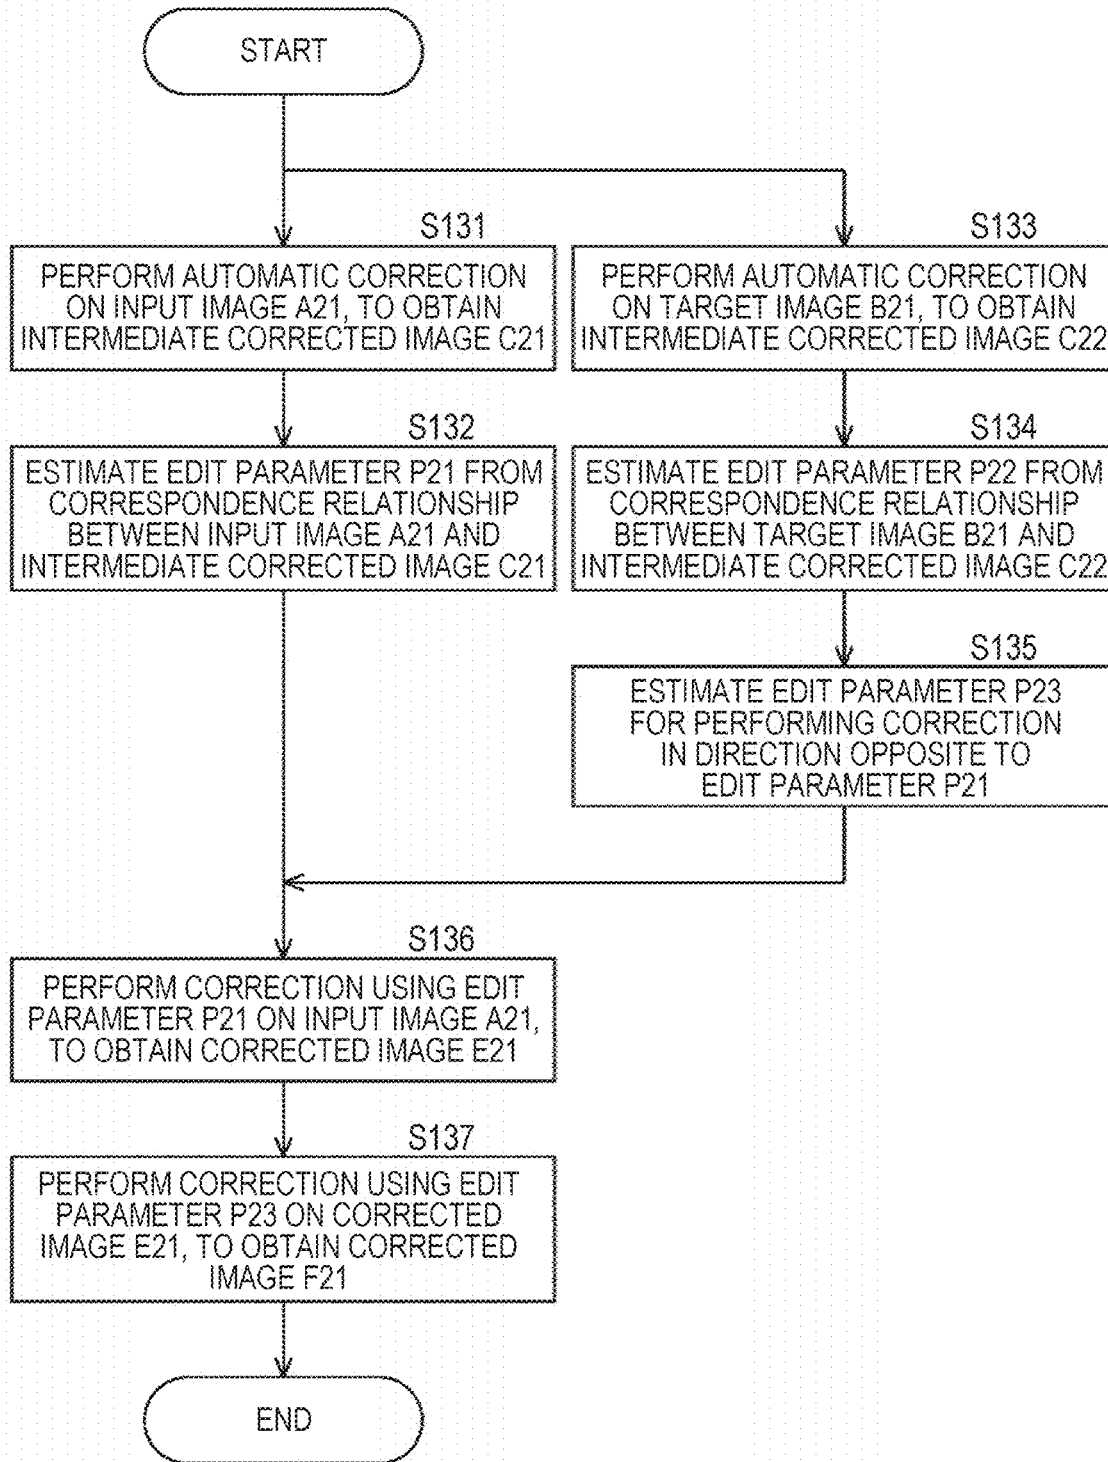 START
S131
PERFORM AUTOMATIC CORRECTION
ON INPUT IMAGE A21, TO OBTAIN
INTERMEDIATE CORRECTED IMAGE C21
S132
ESTIMATE EDIT PARAMETER P21 FROM
CORRESPONDENCE RELATIONSHIP
BETWEEN INPUT IMAGE A21 AND
INTERMEDIATE CORRECTED IMAGE C21
S133
PERFORM AUTOMATIC CORRECTION
ON TARGET IMAGE B21, TO OBTAIN
INTERMEDIATE CORRECTED IMAGE C22
S134
ESTIMATE EDIT PARAMETER P22 FROM
CORRESPONDENCE RELATIONSHIP
BETWEEN TARGET IMAGE B21 AND
INTERMEDIATE CORRECTED IMAGE C22
S135
ESTIMATE EDIT PARAMETER P23
FOR PERFORMING CORRECTION
IN DIRECTION OPPOSITE TO
EDIT PARAMETER P21
S136
PERFORM CORRECTION USING EDIT
PARAMETER P21 ON INPUT IMAGE A21,
TO OBTAIN CORRECTED IMAGE E21
S137
PERFORM CORRECTION USING EDIT
PARAMETER P23 ON CORRECTED
IMAGE E21, TO OBTAIN CORRECTED
IMAGE F21
END